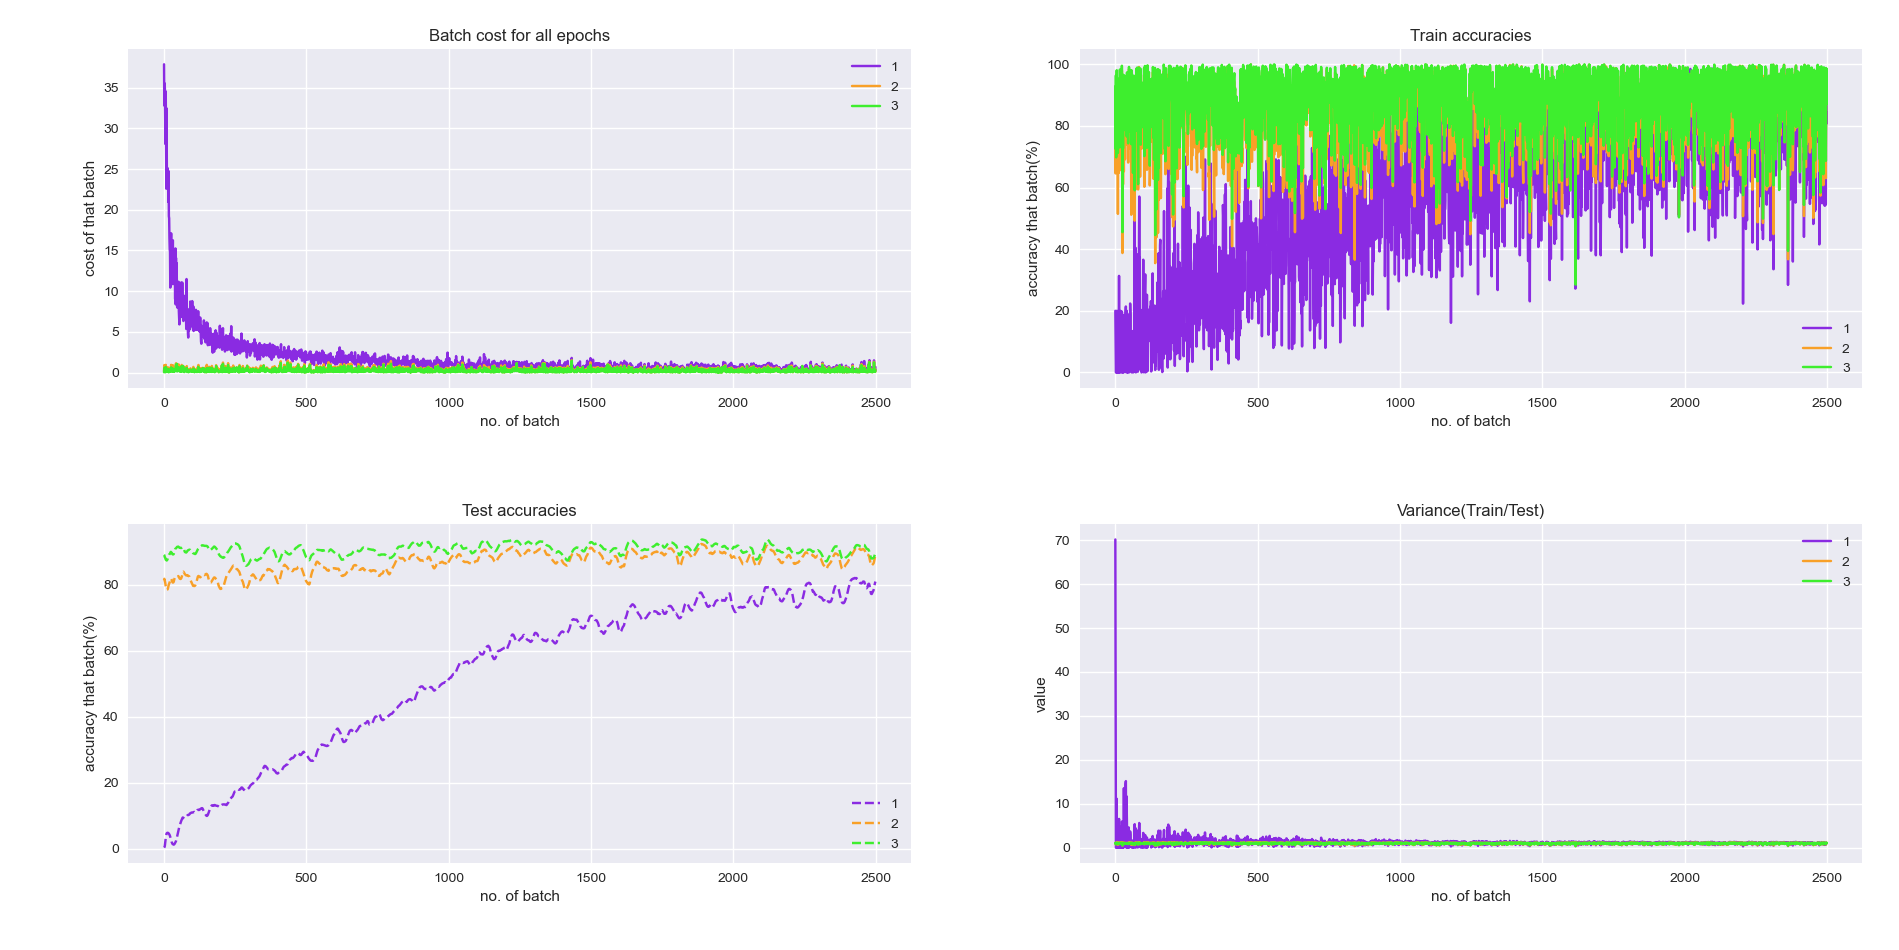 Batch cost for all epochs
cost of that batch
35
30
25
20
15
10
5
0
0 500 1000 1500 2000 2500
no. of batch
1
2
3
Train accuracies
accuracy that batch(%)
100
80
60
40
20
0
0 500 1000 1500 2000 2500
no. of batch
1
2
3
Test accuracies
accuracy that batch(%)
80
60
40
20
0
0 500 1000 1500 2000 2500
no. of batch
1
2
3
Variance(Train/Test)
value
70
60
50
40
30
20
10
0
0 500 1000 1500 2000 2500
no. of batch
1
2
3